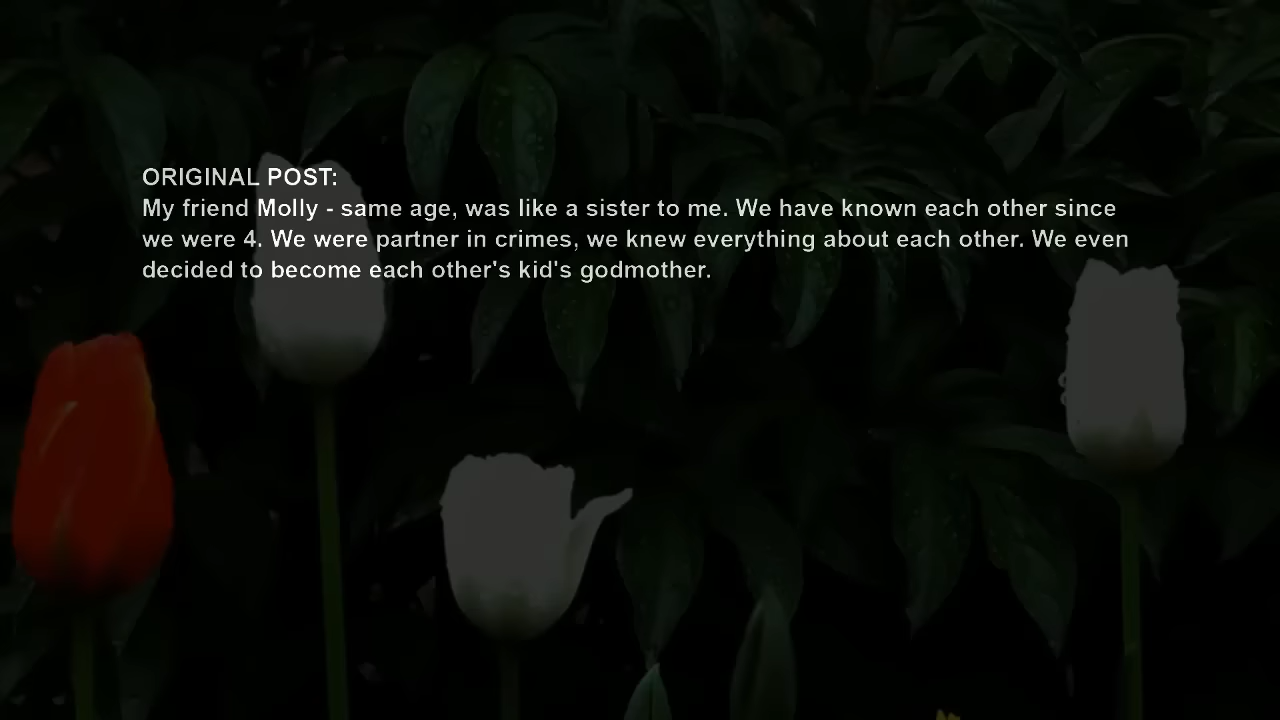 ORIGINAL POST:
My friend Molly - same age, was like a sister to me. We have known each other since
we were 4. We were partner in crimes, we knew everything about each other. We even
decided to become each other's kid's godmother.